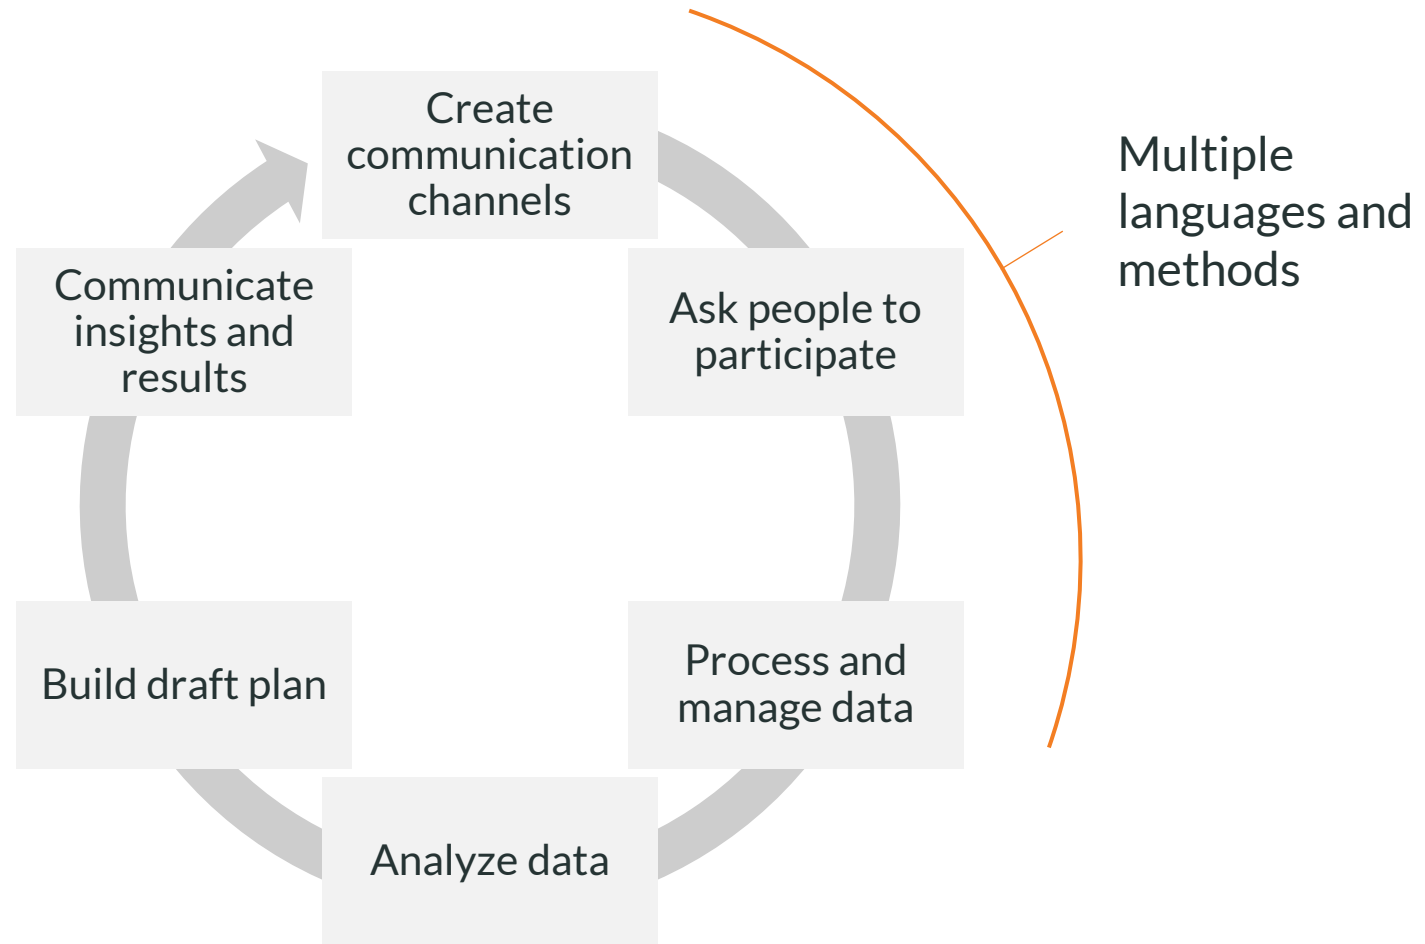 Create
communication
channels
Multiple
languages and
methods
Ask people to
participate
Process and
manage data
Analyze data
Build draft plan
Communicate
insights and
results